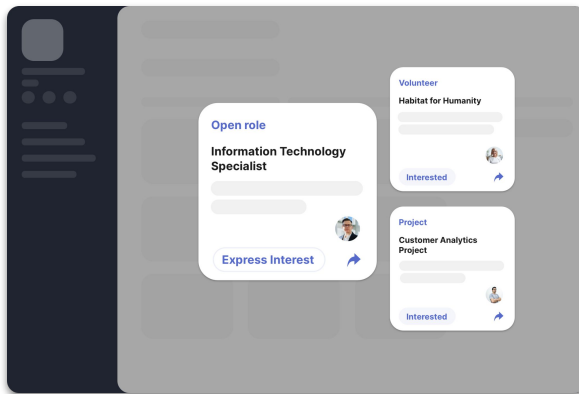 Open role
Information Technology
Specialist
Express Interest
Volunteer
Habitat for Humanity
Interested
Project
Customer Analytics
Project
Interested